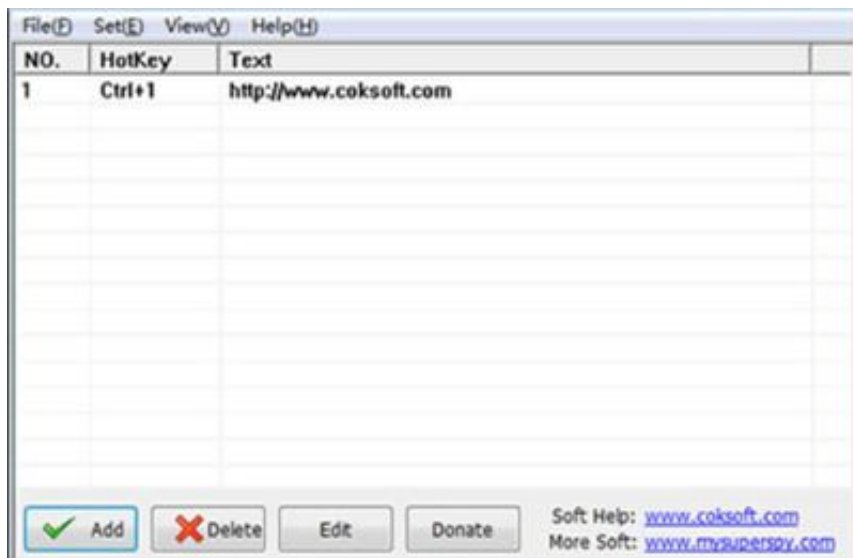 File(F) Set(E) View(V) Help(H)
NO. HotKey Text
1 Ctrl+1 http://www.coksoft.com
Add Delete Edit Donate
Soft Help: www.coksoft.com
More Soft: www.mysuperspy.com